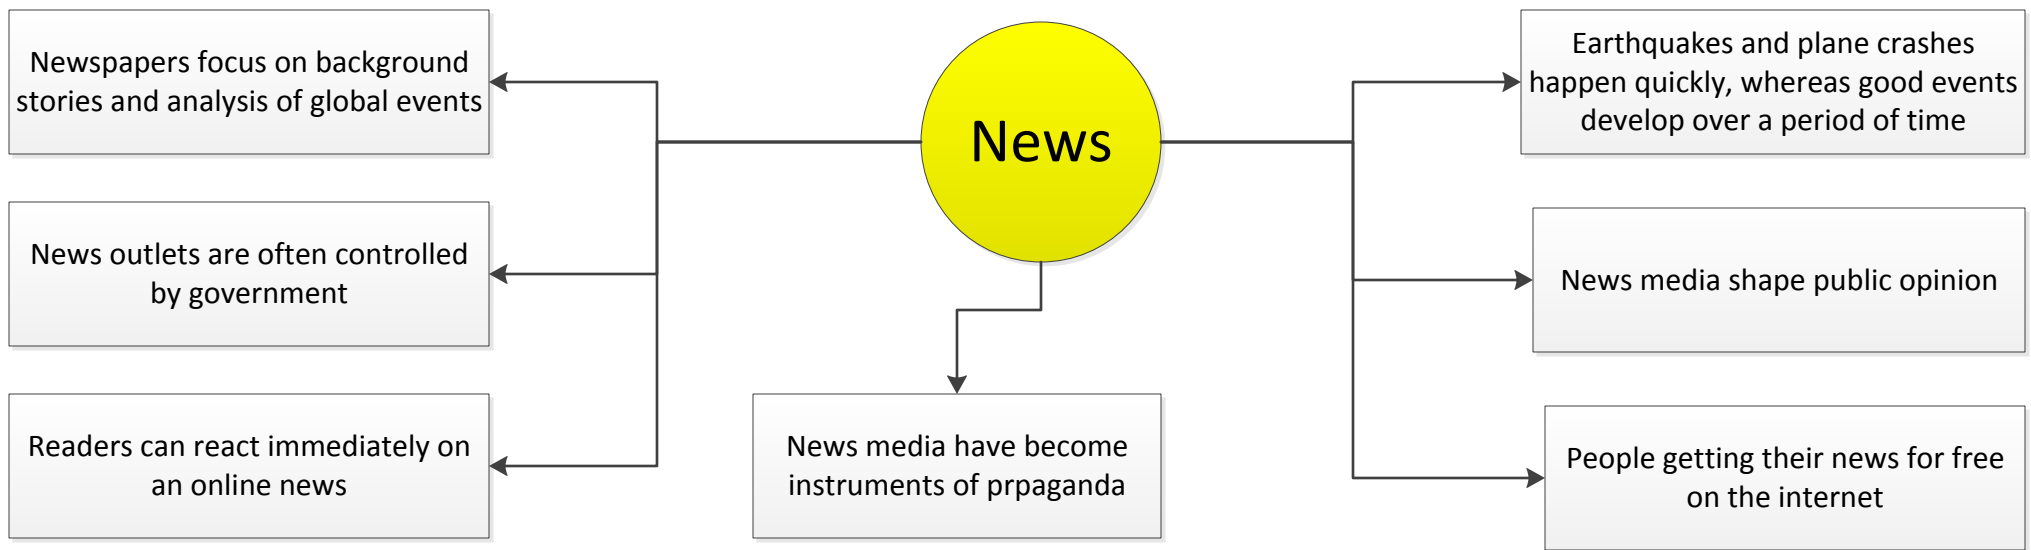 Newspapers focus on background
stories and analysis of global events
News outlets are often controlled
by government
Readers can react immediately on
an online news
News
News media have become
instruments of prpaganda
Earthquakes and plane crashes
happen quickly, whereas good events
develop over a period of time
News media shape public opinion
People getting their news for free
on the internet